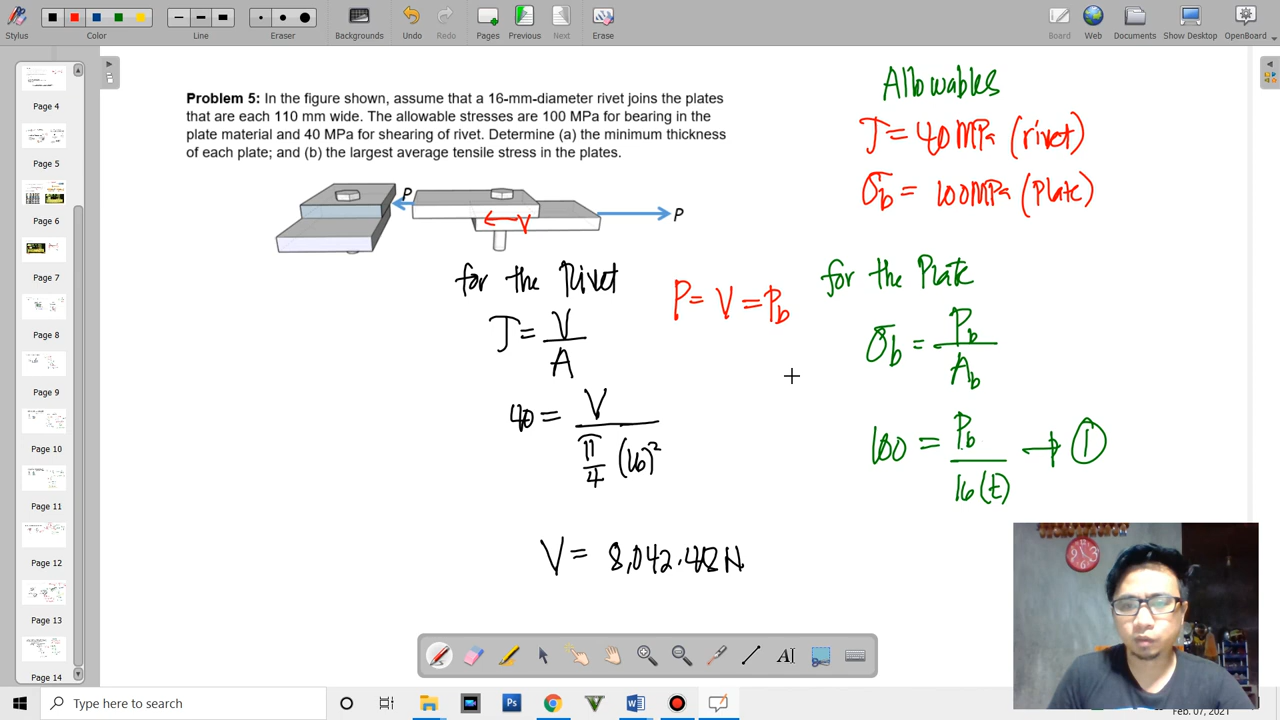 Stylus
Color
Line
Eraser
Backgrounds
Undo
Redo
Pages
Previous
Next
Erase
Board
Web
Documents
Show Desktop
OpenBoard
Page 4
Page 5
Page 6
Page 7
Page 8
Page 9
Page 10
Page 11
Page 12
Page 13
Page 14
Problem 5: In the figure shown, assume that a 16-mm-diameter rivet joins the plates
that are each 110 mm wide. The allowable stresses are 100 MPa for bearing in the
plate material and 40 MPa for shearing of rivet. Determine (a) the minimum thickness
of each plate; and (b) the largest average tensile stress in the plates.
P
V
P
Allowables
τ = 40 MPa (rivet)
σb = 100 MPa (Plate)
for the Rivet
τ = V/A
40 = V / (π/4 (16)²)
V = 8,042.48 N
P = V = Pb
for the Plate
σb = Pb/Ab
100 = Pb / 16(t) → ①
Type here to search
Feb. 07, 2021